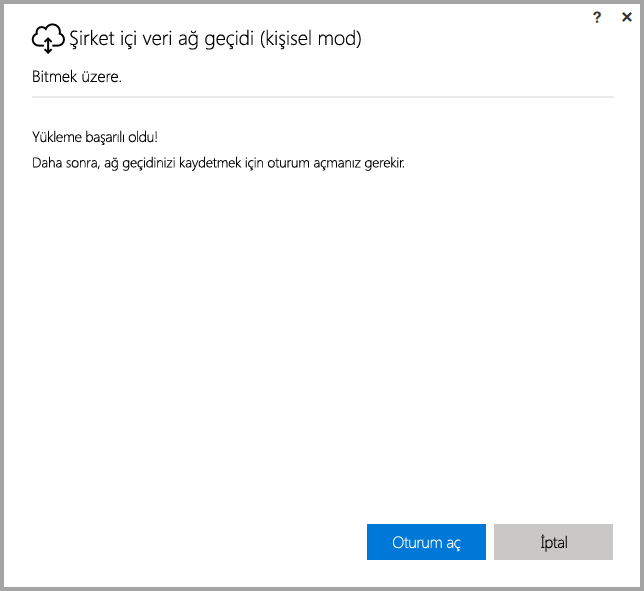 ? ×
Şirket içi veri ağ geçidi (kişisel mod)
Bitmek üzere.
Yükleme başarılı oldu!
Daha sonra, ağ geçidinizi kaydetmek için oturum açmanız gerekir.
Oturum aç
İptal